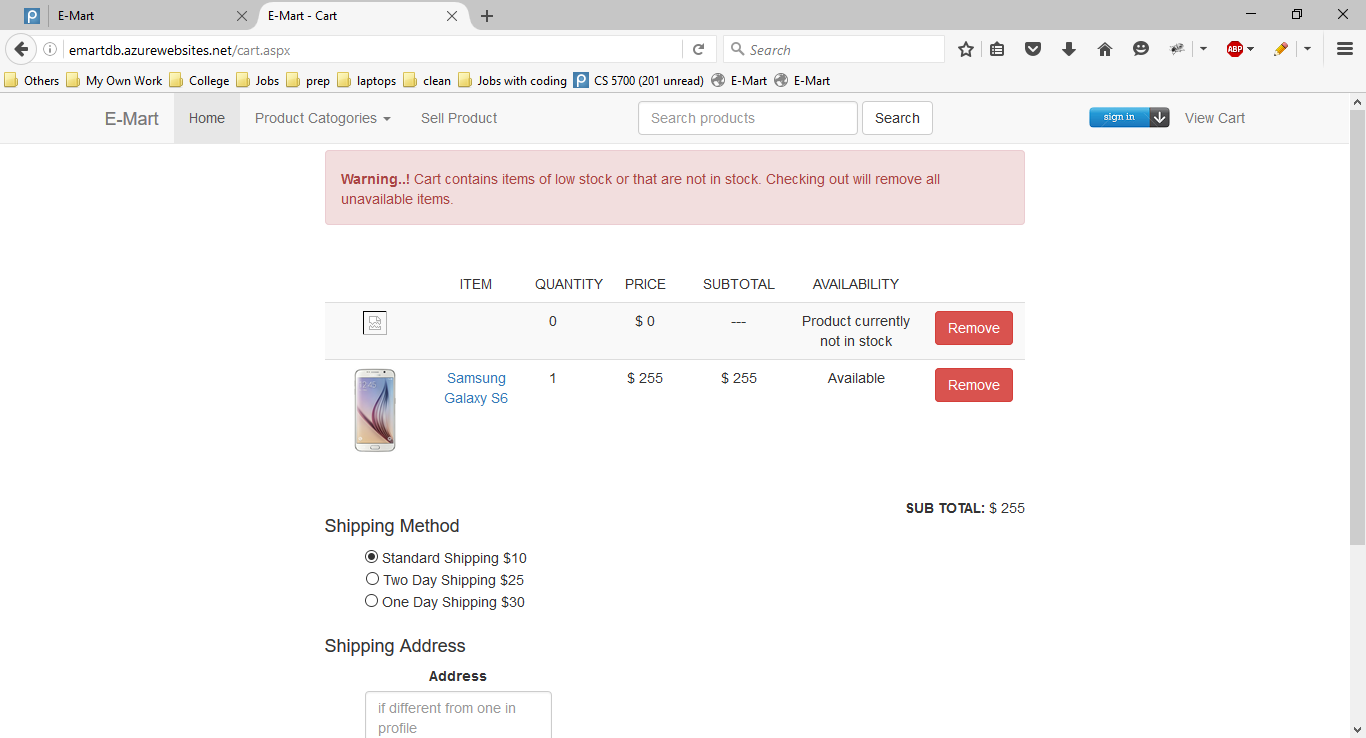 E-Mart
E-Mart - Cart
emartdb.azurewebsites.net/cart.aspx
Search
ABP
Others My Own Work College Jobs prep laptops clean Jobs with coding CS 5700 (201 unread) E-Mart E-Mart
E-Mart Home Product Catogories Sell Product Search products Search sign in View Cart
Warning..! Cart contains items of low stock or that are not in stock. Checking out will remove all
unavailable items.
ITEM QUANTITY PRICE SUBTOTAL AVAILABILITY
0 $ 0 --- Product currently
not in stock
Remove
Samsung
Galaxy S6
1 $ 255 $ 255 Available Remove
SUB TOTAL: $ 255
Shipping Method
Standard Shipping $10
Two Day Shipping $25
One Day Shipping $30
Shipping Address
Address
if different from one in
profile